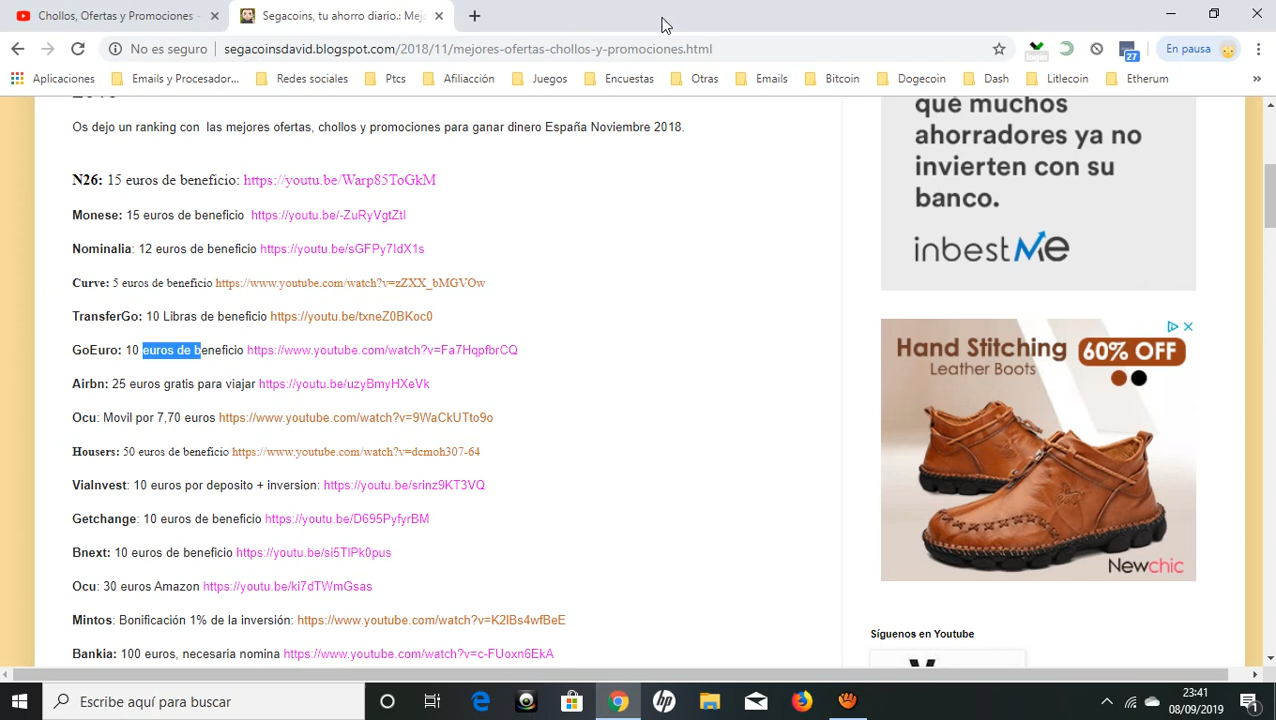 Chollos, Ofertas y Promociones -
Segacoins, tu ahorro diario.: Mej
No es seguro
segacoinsdavid.blogspot.com/2018/11/mejores-ofertas-chollos-y-promociones.html
27
En pausa
Aplicaciones
Emails y Procesador...
Redes sociales
Ptcs
Afiliacción
Juegos
Encuestas
Otras
Emails
Bitcoin
Dogecoin
Dash
Litlecoin
Etherum
»
Os dejo un ranking con las mejores ofertas, chollos y promociones para ganar dinero España Noviembre 2018.
N26: 15 euros de beneficio: https://youtu.be/Warp85ToGkM
Monese: 15 euros de beneficio https://youtu.be/-ZuRyVgtZtI
Nominalia: 12 euros de beneficio https://youtu.be/sGFPy7IdX1s
Curve: 5 euros de beneficio https://www.youtube.com/watch?v=zZXX_bMGVOw
TransferGo: 10 Libras de beneficio https://youtu.be/txneZ0BKoc0
GoEuro: 10 euros de beneficio https://www.youtube.com/watch?v=Fa7HqpfbrCQ
Airbn: 25 euros gratis para viajar https://youtu.be/uzyBmyHXeVk
Ocu: Movil por 7,70 euros https://www.youtube.com/watch?v=9WaCkUTto9o
Housers: 50 euros de beneficio https://www.youtube.com/watch?v=dcmoh307-64
ViaInvest: 10 euros por deposito + inversion: https://youtu.be/srinz9KT3VQ
Getchange: 10 euros de beneficio https://youtu.be/D695PyfyrBM
Bnext: 10 euros de beneficio https://youtu.be/si5TlPk0pus
Ocu: 30 euros Amazon https://youtu.be/ki7dTWmGsas
Mintos: Bonificación 1% de la inversión: https://www.youtube.com/watch?v=K2IBs4wfBeE
Bankia: 100 euros, necesaria nomina https://www.youtube.com/watch?v=c-FUoxn6EkA
qué muchos
ahorradores ya no
invierten con su
banco.
inbestMe
Hand Stitching
Leather Boots
60% OFF
Newchic
Síguenos en Youtube
Escribe aquí para buscar
23:41
08/09/2019
1